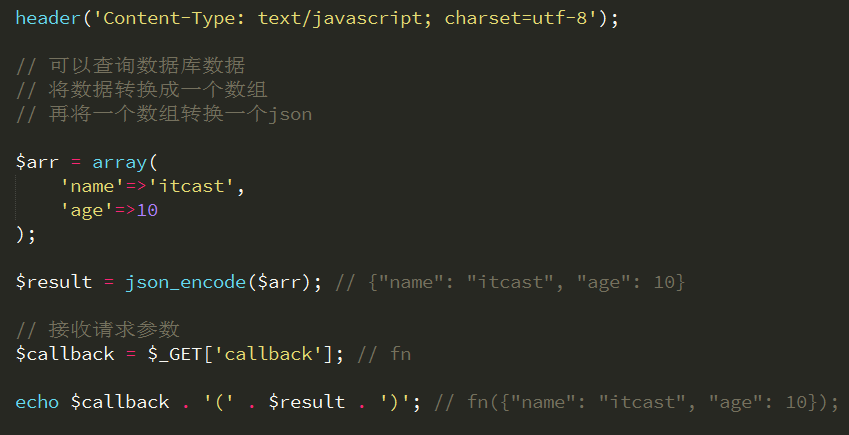 header('Content-Type: text/javascript; charset=utf-8');
// 可以查询数据库数据
// 将数据转换成一个数组
// 再将一个数组转换一个json
$arr = array(
'name'=>'itcast',
'age'=>10
);
$result = json_encode($arr); // {"name": "itcast", "age": 10}
// 接收请求参数
$callback = $_GET['callback']; // fn
echo $callback . '(' . $result . ')'; // fn({"name": "itcast", "age": 10});